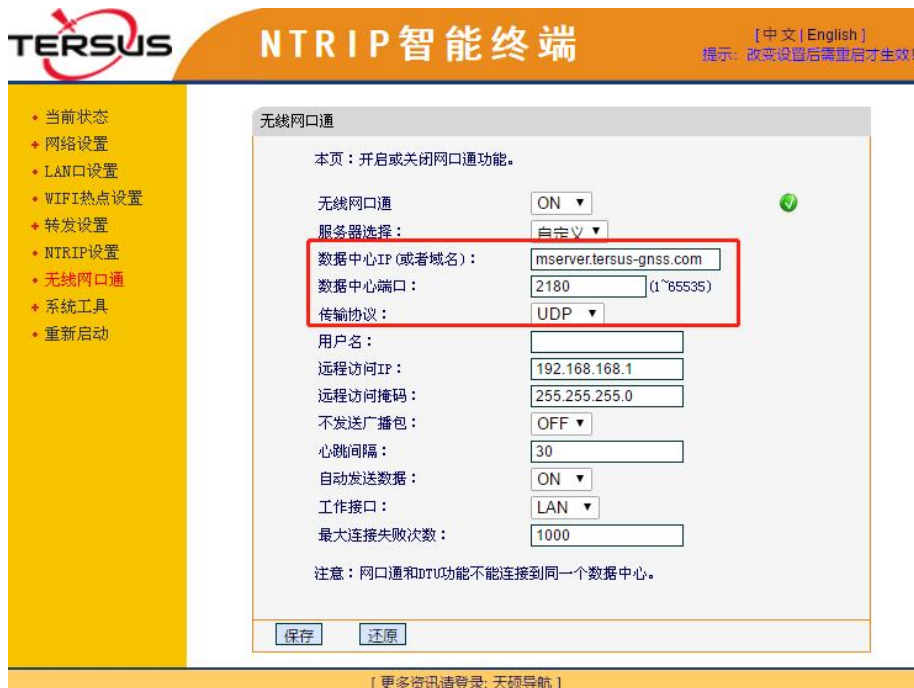 TERSUS
NTRIP智能终端
[中文|English]
提示：改变设置后需重启才生效!
当前状态
网络设置
LAN口设置
WIFI热点设置
转发设置
NTRIP设置
无线网口通
系统工具
重新启动
无线网口通
本页：开启或关闭网口通功能。
无线网口通 ON
服务器选择： 自定义
数据中心IP(或者域名)： mserver.tersus-gnss.com
数据中心端口： 2180 (1~65535)
传输协议： UDP
用户名：
远程访问IP： 192.168.168.1
远程访问掩码： 255.255.255.0
不发送广播包： OFF
心跳间隔： 30
自动发送数据： ON
工作接口： LAN
最大连接失败次数： 1000
注意：网口通和DTU功能不能连接到同一个数据中心。
保存 还原
[更多资讯请登录: 天硕导航]